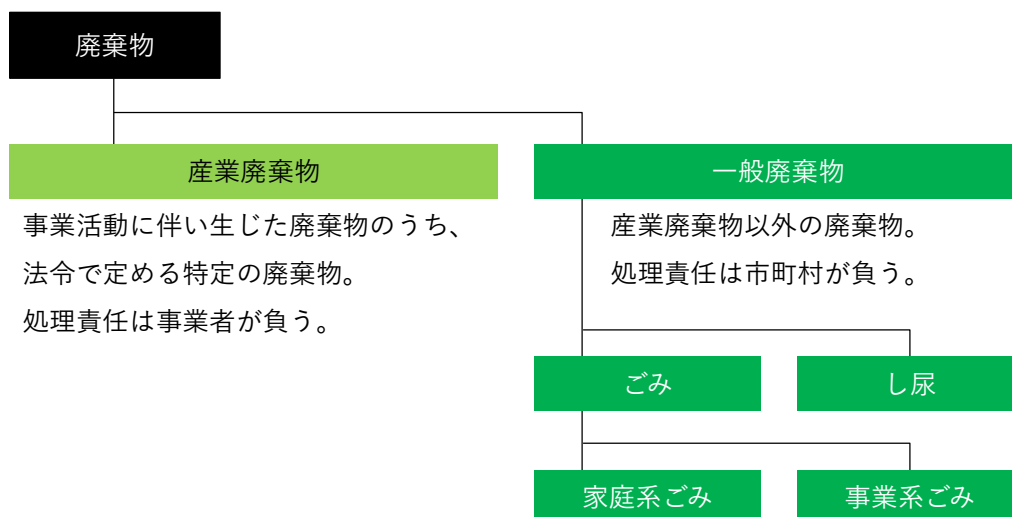 廃棄物
産業廃棄物
事業活動に伴い生じた廃棄物のうち、
法令で定める特定の廃棄物。
処理責任は事業者が負う。
一般廃棄物
産業廃棄物以外の廃棄物。
処理責任は市町村が負う。
ごみ
し尿
家庭系ごみ
事業系ごみ